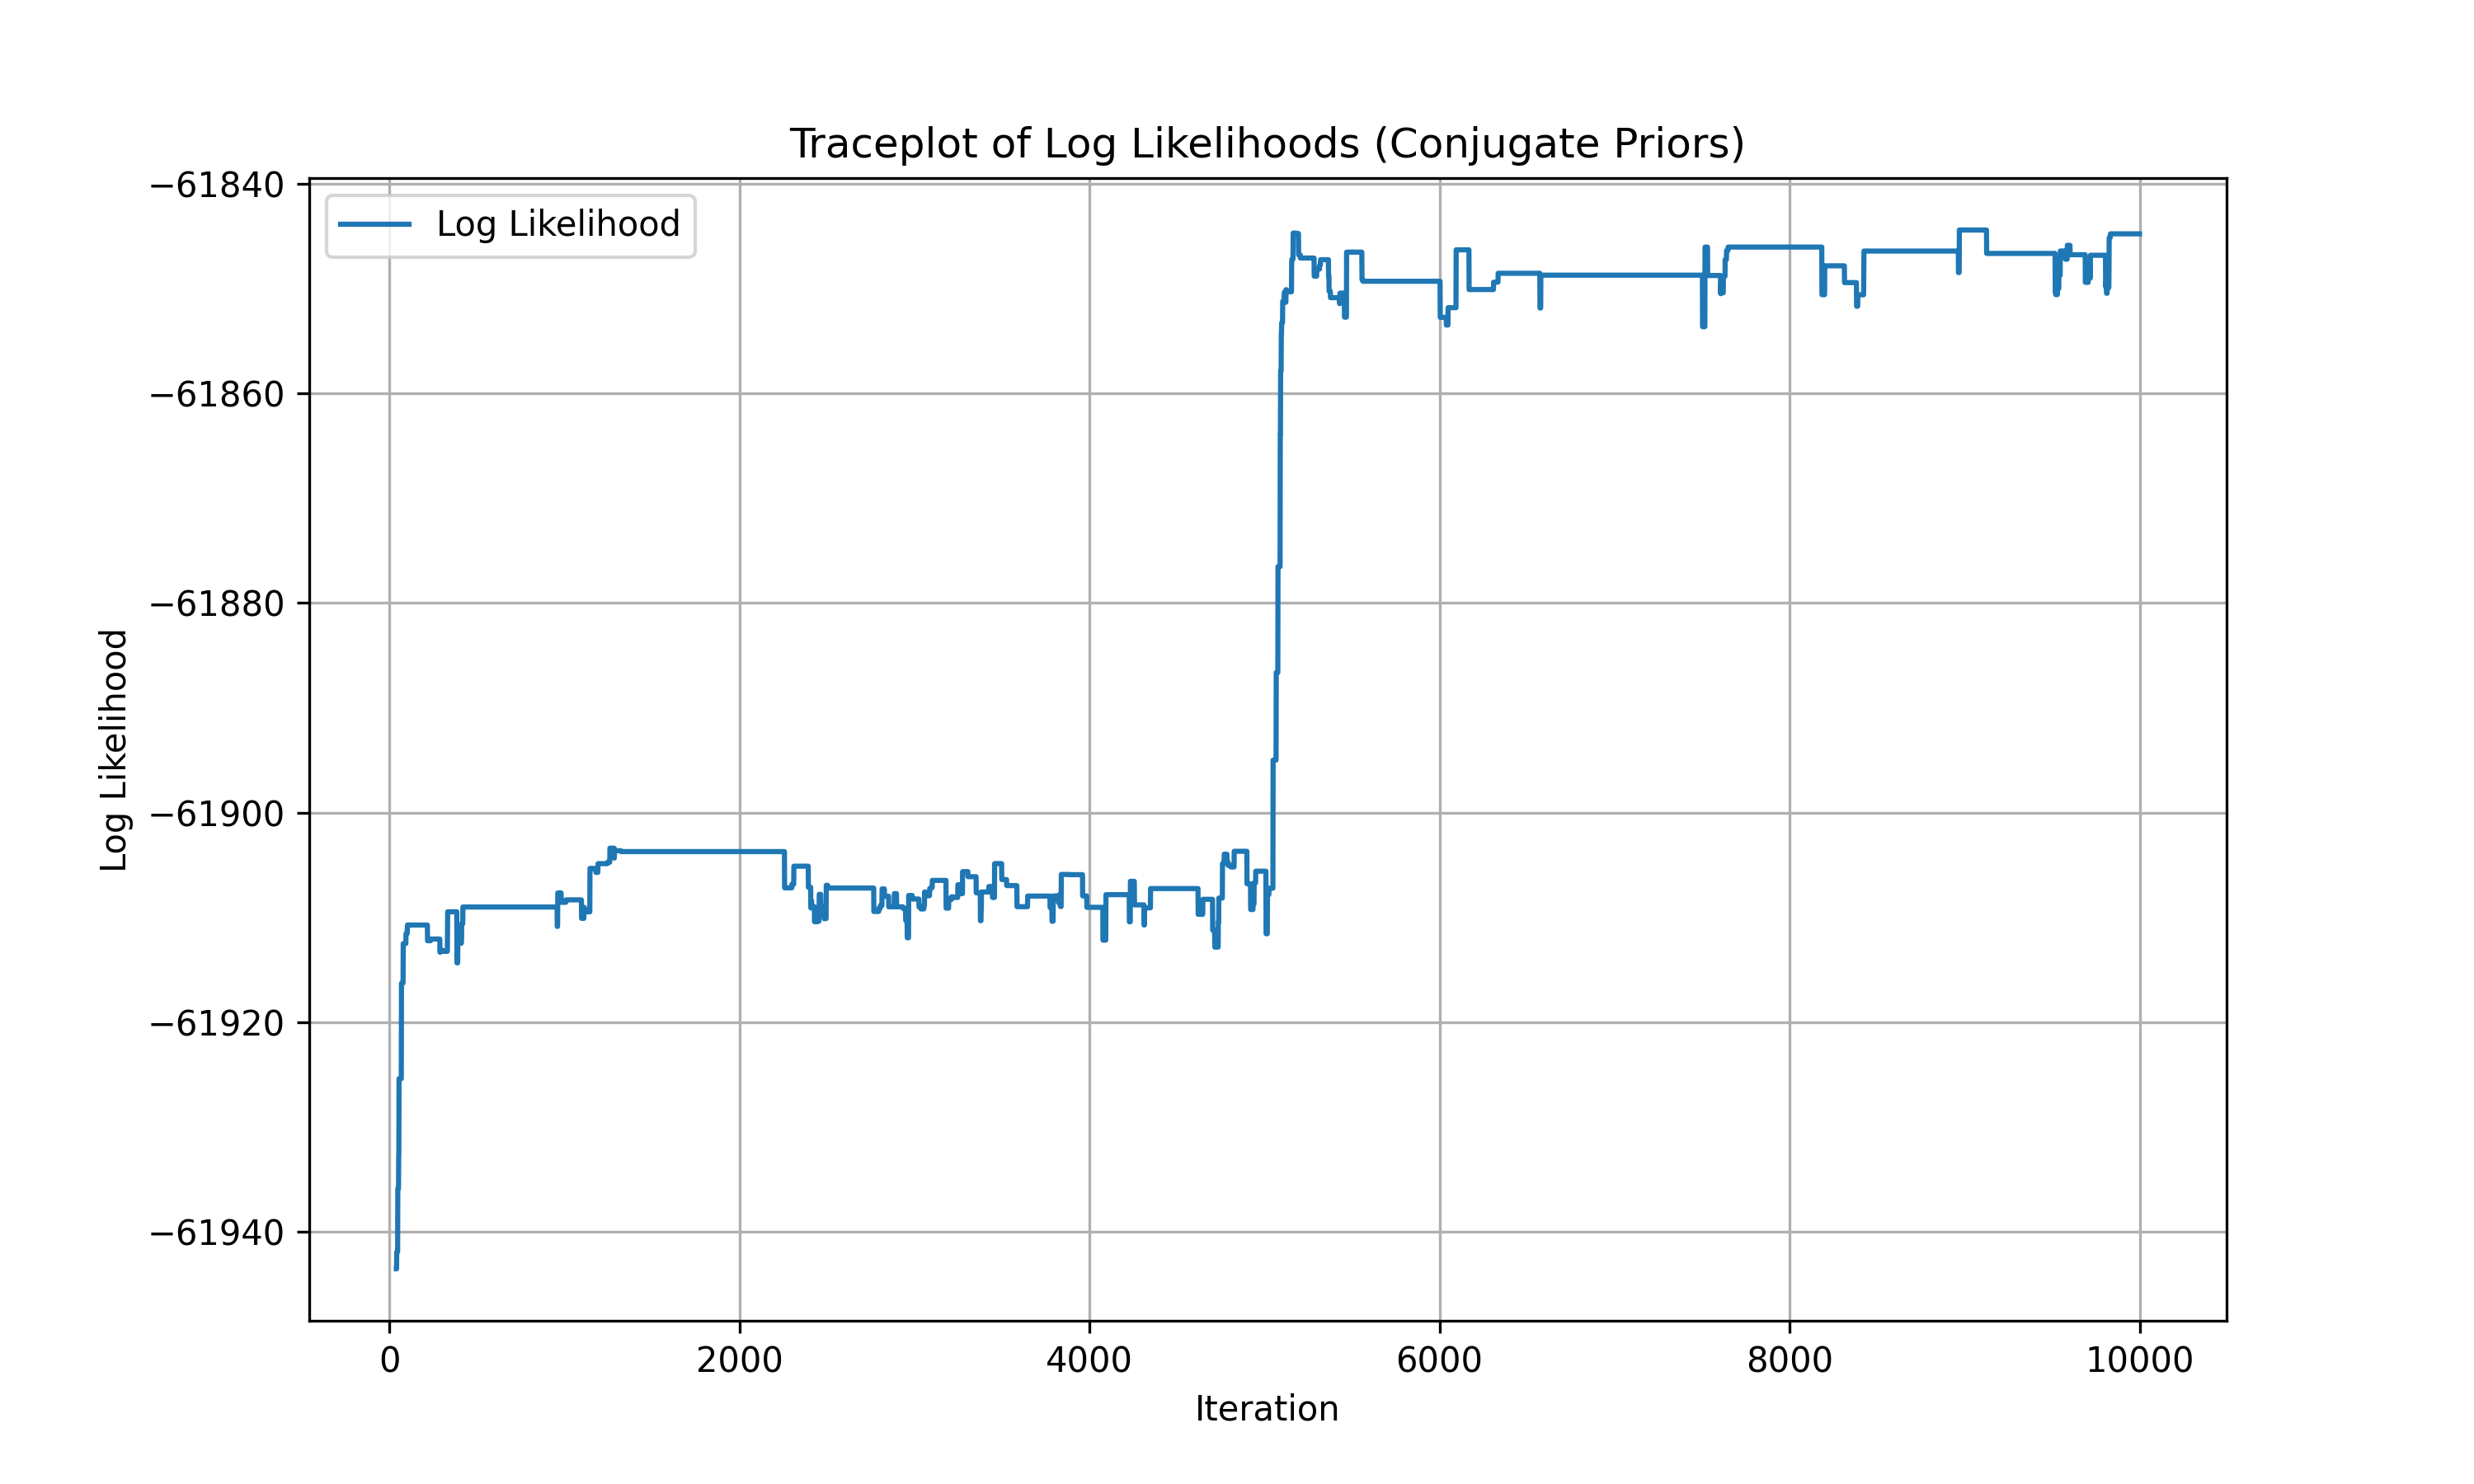 Traceplot of Log Likelihoods (Conjugate Priors)
Log Likelihood
Log Likelihood
−61840
−61860
−61880
−61900
−61920
−61940
0 2000 4000 6000 8000 10000
Iteration